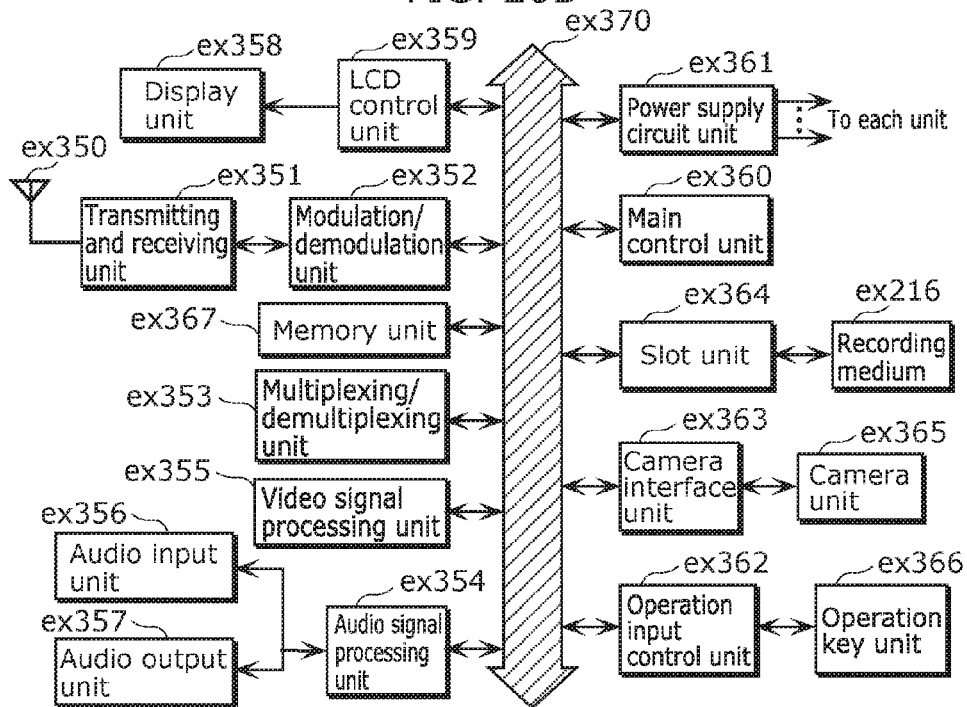 ex370
ex358
Display
unit
ex359
LCD
control
unit
ex361
Power supply
circuit unit
To each unit
ex350
ex351
Transmitting
and receiving
unit
ex352
Modulation/
demodulation
unit
ex360
Main
control unit
ex367
Memory unit
ex364
Slot unit
ex216
Recording
medium
ex353
Multiplexing/
demultiplexing
unit
ex363
Camera
interface
unit
ex365
Camera
unit
ex355
Video signal
processing unit
ex356
Audio input
unit
ex357
Audio output
unit
ex354
Audio signal
processing
unit
ex362
Operation
input
control unit
ex366
Operation
key unit